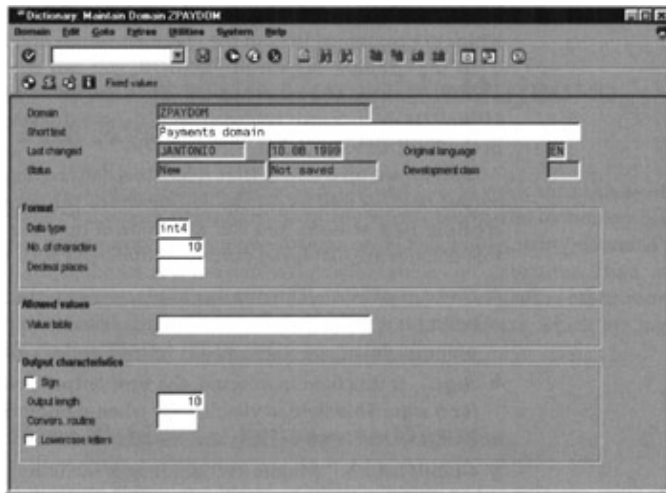 Dictionary: Maintain Domain ZPAYDOM
Domain Edit Goto Extras Utilities System Help
Fixed values
Domain ZPAYDOM
Short text Payments domain
Last changed JANTONIO 10.08.1999 Original language EN
Status New Not saved Development class
Format
Data type int4
No. of characters 10
Decimal places
Allowed values
Value table
Output characteristics
Sign
Output length 10
Convers. routine
Lowercase letters